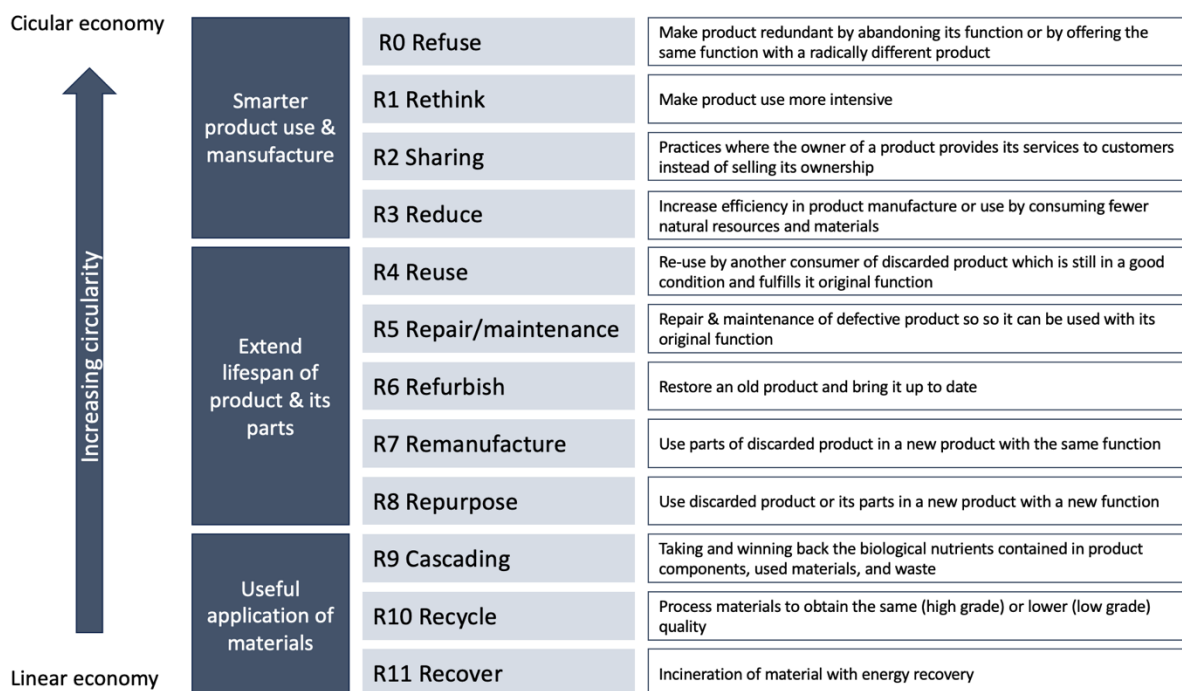 Cicular economy
Increasing circularity
Linear economy
Smarter
product use &
mansufacture
R0 Refuse
Make product redundant by abandoning its function or by offering the
same function with a radically different product
R1 Rethink
Make product use more intensive
R2 Sharing
Practices where the owner of a product provides its services to customers
instead of selling its ownership
R3 Reduce
Increase efficiency in product manufacture or use by consuming fewer
natural resources and materials
Extend
lifespan of
product & its
parts
R4 Reuse
Re-use by another consumer of discarded product which is still in a good
condition and fulfills it original function
R5 Repair/maintenance
Repair & maintenance of defective product so so it can be used with its
original function
R6 Refurbish
Restore an old product and bring it up to date
R7 Remanufacture
Use parts of discarded product in a new product with the same function
R8 Repurpose
Use discarded product or its parts in a new product with a new function
Useful
application of
materials
R9 Cascading
Taking and winning back the biological nutrients contained in product
components, used materials, and waste
R10 Recycle
Process materials to obtain the same (high grade) or lower (low grade)
quality
R11 Recover
Incineration of material with energy recovery